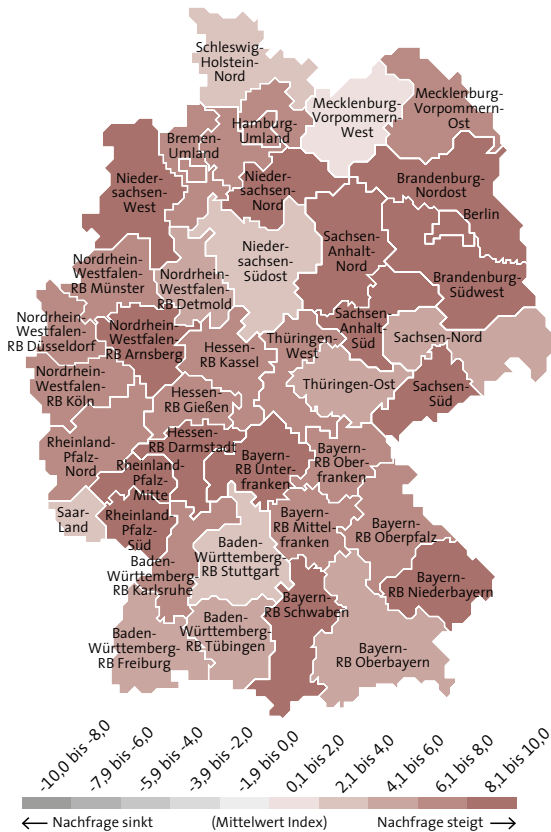 Schleswig-
Holstein-
Nord
Mecklenburg-
Vorpommern-
Ost
Mecklenburg-
Vorpommern-
West
Hamburg-
Umland
Bremen-
Umland
Nieder-
sachsen-
West
Nieder-
sachsen-
Nord
Brandenburg-
Nordost
Berlin
Nieder-
sachsen-
Südost
Sachsen-
Anhalt-
Nord
Brandenburg-
Südwest
Nordrhein-
Westfalen-
RB Münster
Nordrhein-
Westfalen-
RB Detmold
Nordrhein-
Westfalen-
RB Düsseldorf
Nordrhein-
Westfalen-
RB Arnsberg
Sachsen-
Anhalt-
Süd
Sachsen-Nord
Hessen-
RB Kassel
Thüringen-
West
Thüringen-Ost
Sachsen-
Süd
Nordrhein-
Westfalen-
RB Köln
Hessen-
RB Gießen
Rheinland-
Pfalz-
Nord
Hessen-
RB Darmstadt
Rheinland-
Pfalz-
Mitte
Bayern-
RB Unter-
franken
Bayern-
RB Ober-
franken
Saar-
Land
Rheinland-
Pfalz-
Süd
Bayern-
RB Mittel-
franken
Bayern-
RB Oberpfalz
Baden-
Württemberg-
RB Stuttgart
Baden-
Württemberg-
RB Karlsruhe
Bayern-
RB Niederbayern
Bayern-
RB Schwaben
Baden-
Württemberg-
RB Tübingen
Baden-
Württemberg-
RB Freiburg
Bayern-
RB Oberbayern
-10,0 bis -8,0
-7,9 bis -6,0
-5,9 bis -4,0
-3,9 bis -2,0
-1,9 bis 0,0
0,1 bis 2,0
2,1 bis 4,0
4,1 bis 6,0
6,1 bis 8,0
8,1 bis 10,0
← Nachfrage sinkt (Mittelwert Index) Nachfrage steigt →